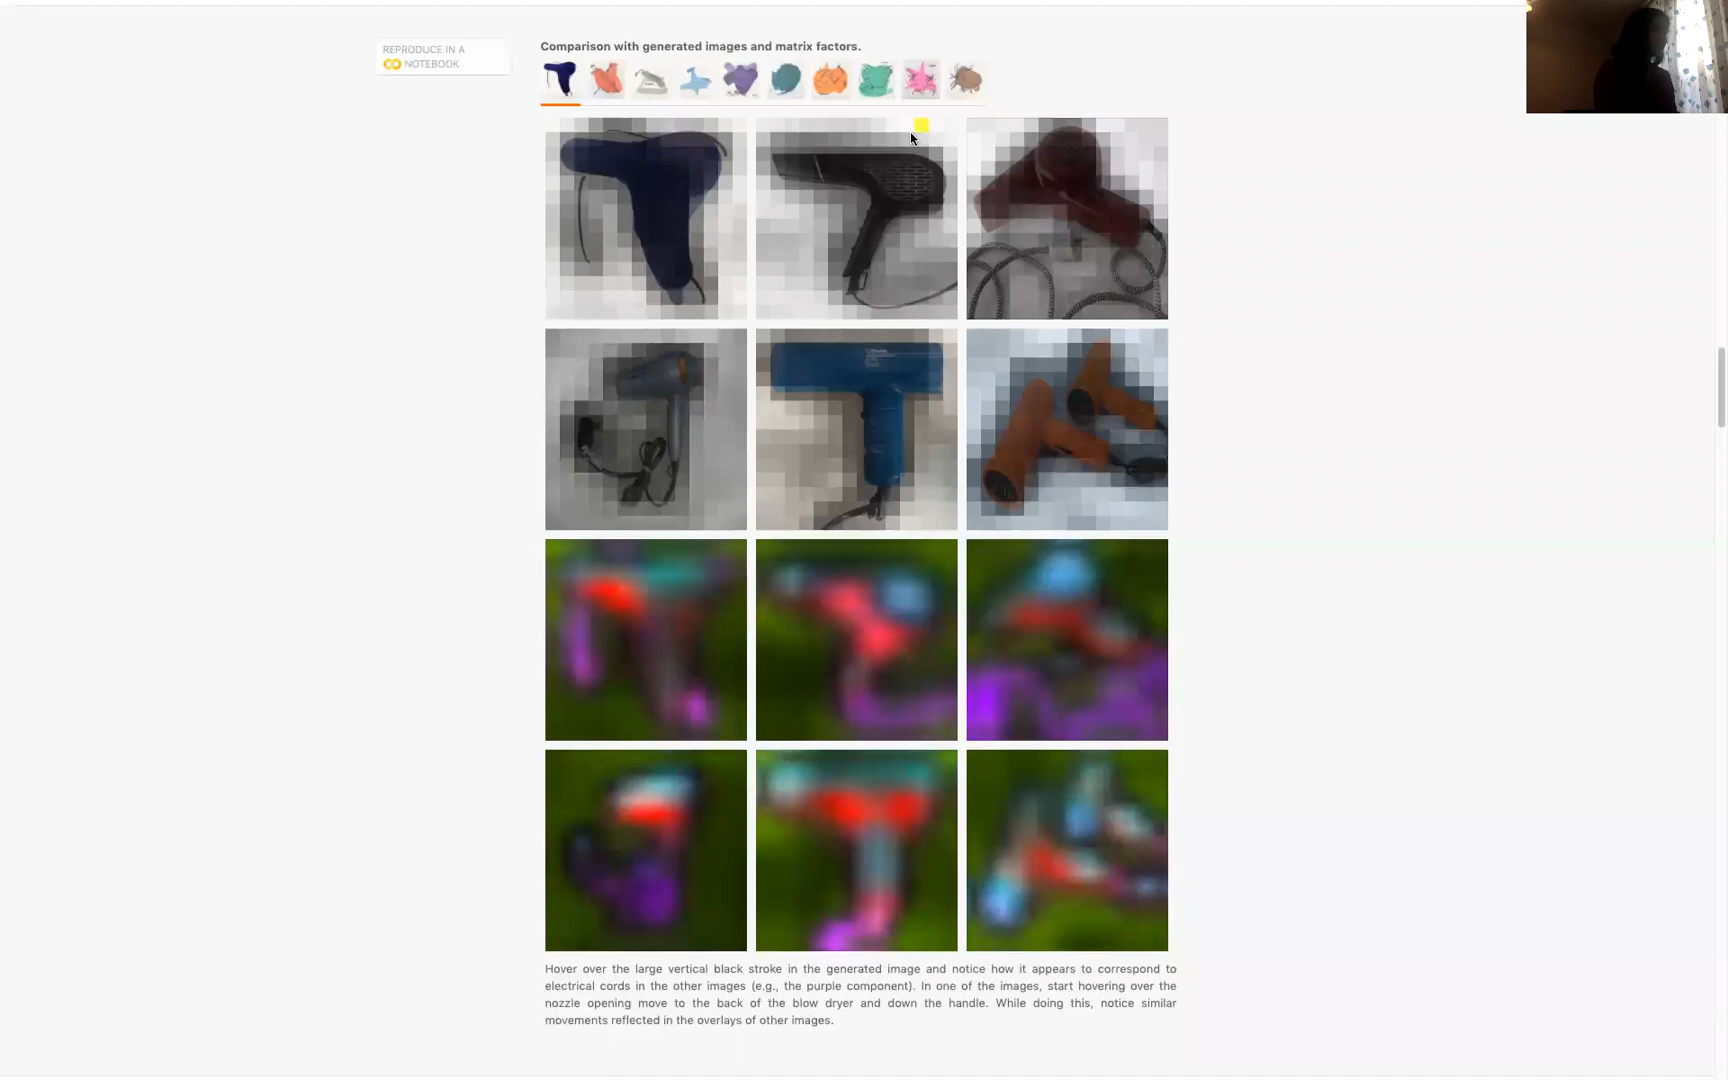 REPRODUCE IN A
NOTEBOOK
Comparison with generated images and matrix factors.
Hover over the large vertical black stroke in the generated image and notice how it appears to correspond to
electrical cords in the other images (e.g., the purple component). In one of the images, start hovering over the
nozzle opening move to the back of the blow dryer and down the handle. While doing this, notice similar
movements reflected in the overlays of other images.